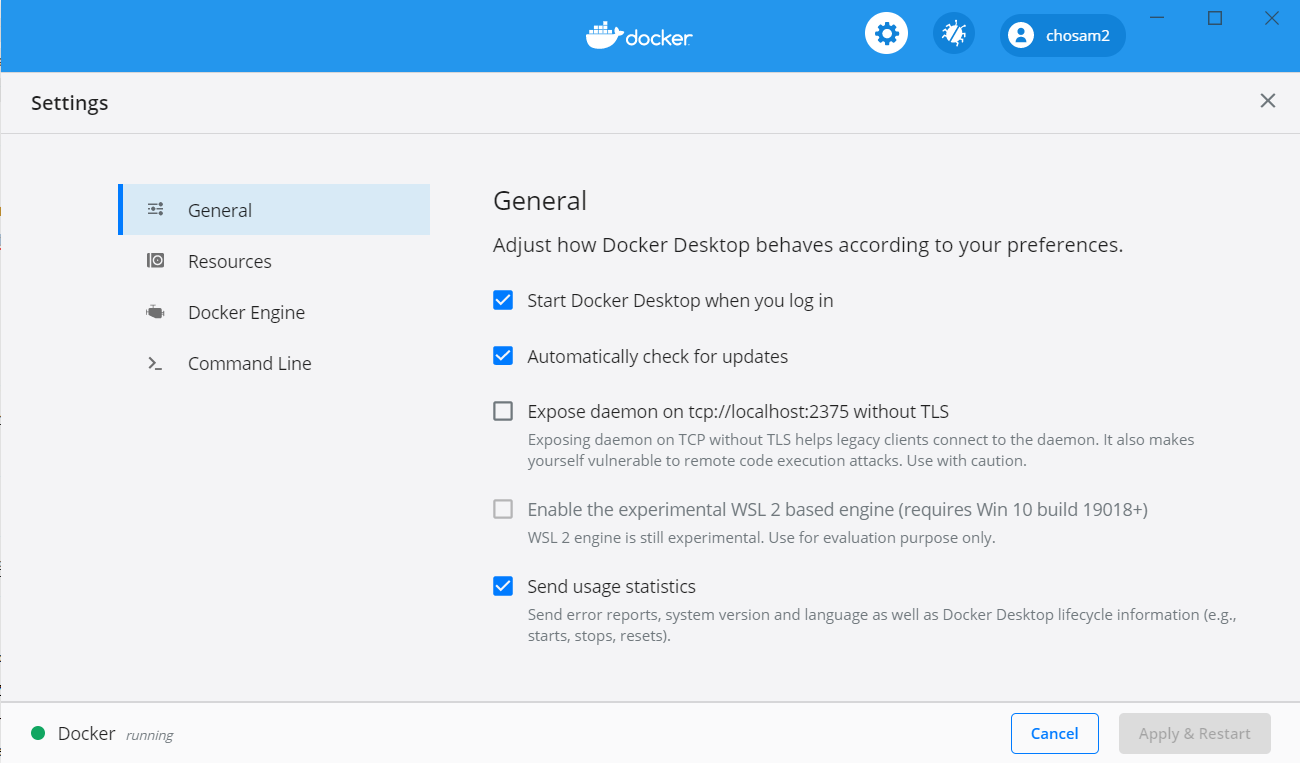 docker
chosam2
Settings
General
Resources
Docker Engine
Command Line
General
Adjust how Docker Desktop behaves according to your preferences.
Start Docker Desktop when you log in
Automatically check for updates
Expose daemon on tcp://localhost:2375 without TLS
Exposing daemon on TCP without TLS helps legacy clients connect to the daemon. It also makes
yourself vulnerable to remote code execution attacks. Use with caution.
Enable the experimental WSL 2 based engine (requires Win 10 build 19018+)
WSL 2 engine is still experimental. Use for evaluation purpose only.
Send usage statistics
Send error reports, system version and language as well as Docker Desktop lifecycle information (e.g.,
starts, stops, resets).
Docker running
Cancel
Apply & Restart